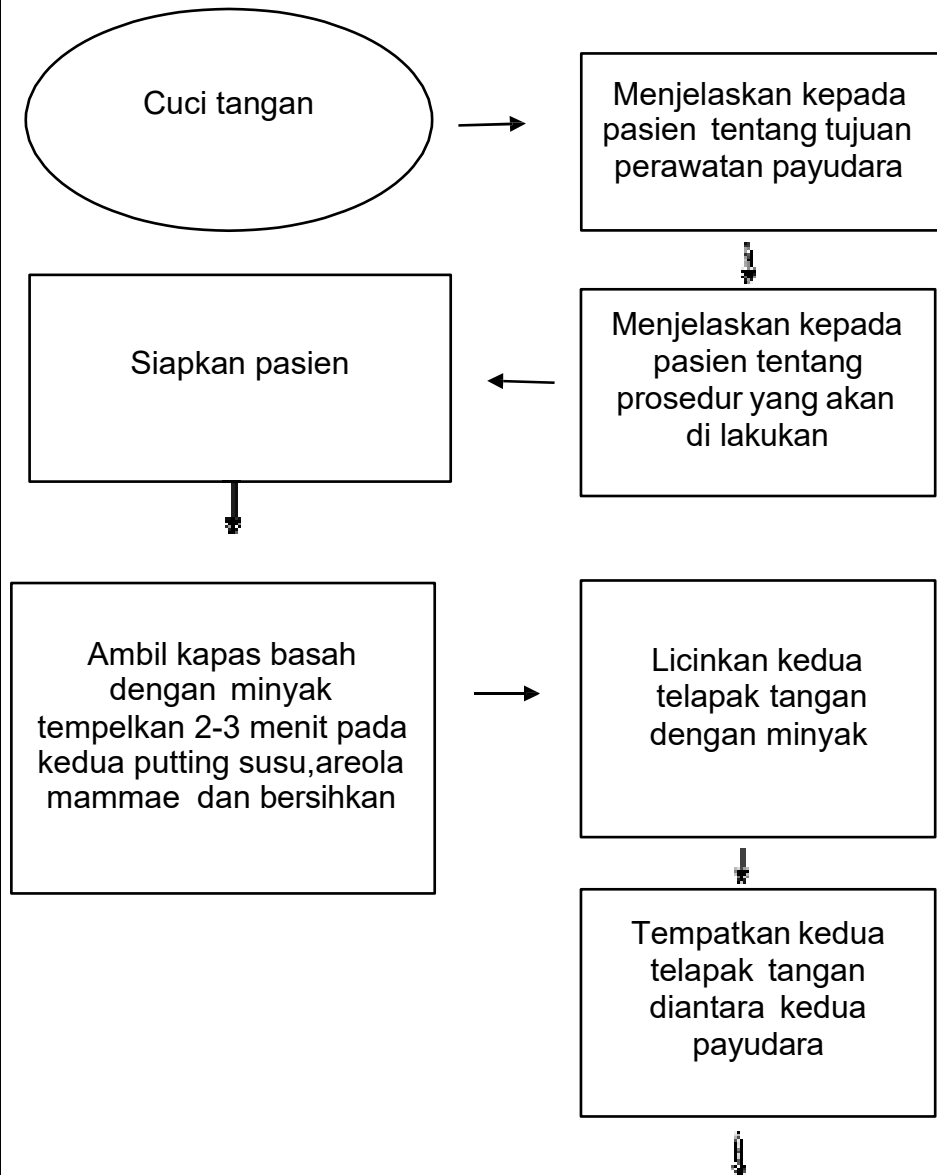 Cuci tangan
Menjelaskan kepada
pasien tentang tujuan
perawatan payudara
Menjelaskan kepada
pasien tentang
prosedur yang akan
di lakukan
Siapkan pasien
Ambil kapas basah
dengan minyak
tempelkan 2-3 menit pada
kedua putting susu,areola
mammae dan bersihkan
Licinkan kedua
telapak tangan
dengan minyak
Tempatkan kedua
telapak tangan
diantara kedua
payudara